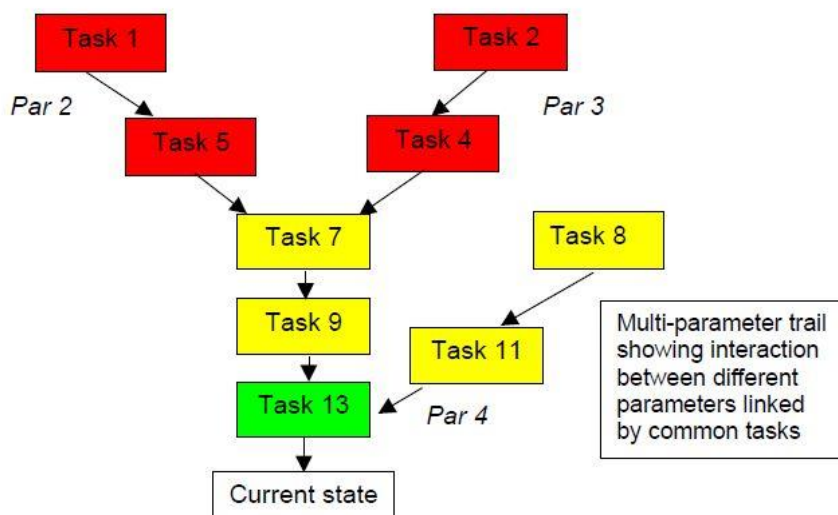 Task 1
Task 2
Par 2
Par 3
Task 5
Task 4
Task 7
Task 8
Task 9
Task 11
Multi-parameter trail
showing interaction
between different
parameters linked
by common tasks
Task 13
Par 4
Current state